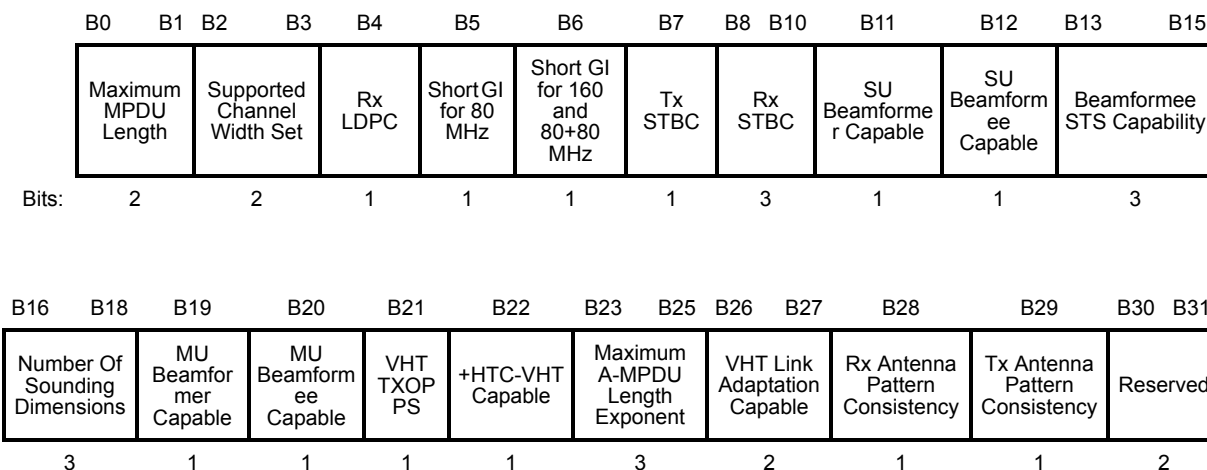 B0 B1 B2 B3 B4 B5 B6 B7 B8 B10 B11 B12 B13 B15
Maximum
MPDU
Length
Supported
Channel
Width Set
Rx
LDPC
Short GI
for 80
MHz
Short GI
for 160
and
80+80
MHz
Tx
STBC
Rx
STBC
SU
Beamforme
r Capable
SU
Beamform
ee
Capable
Beamformee
STS Capability
Bits: 2 2 1 1 1 1 3 1 1 3
B16 B18 B19 B20 B21 B22 B23 B25 B26 B27 B28 B29 B30 B31
Number Of
Sounding
Dimensions
MU
Beamfor
mer
Capable
MU
Beamform
ee
Capable
VHT
TXOP
PS
+HTC-VHT
Capable
Maximum
A-MPDU
Length
Exponent
VHT Link
Adaptation
Capable
Rx Antenna
Pattern
Consistency
Tx Antenna
Pattern
Consistency
Reserved
3 1 1 1 1 3 2 1 1 2